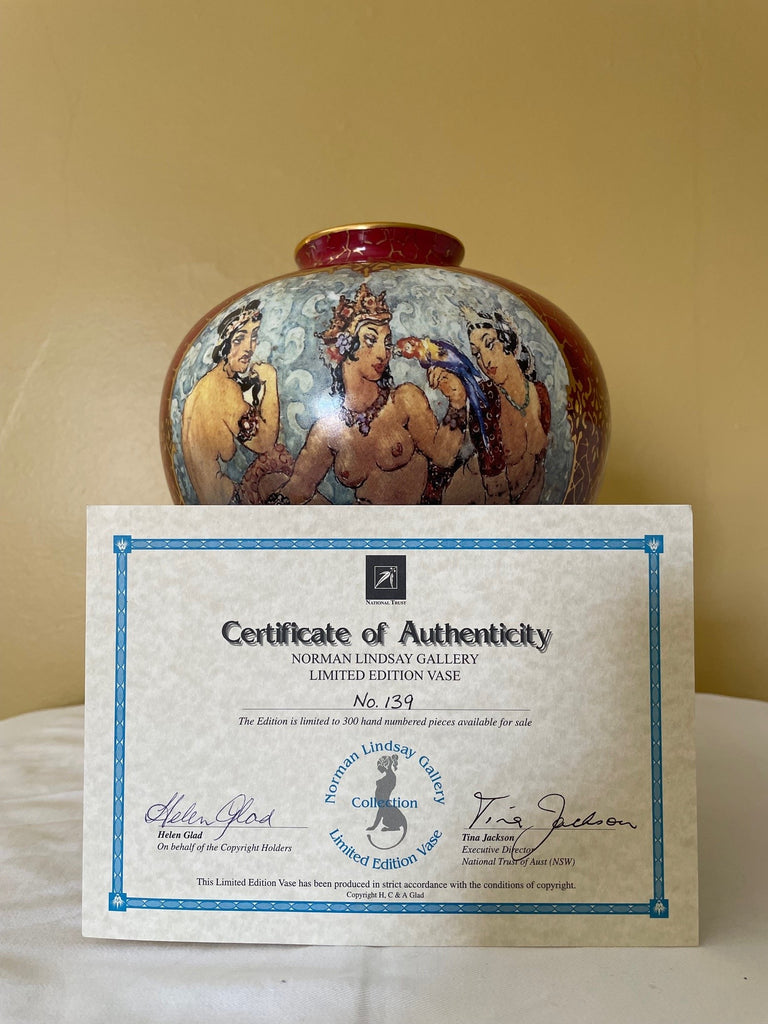 NATIONAL TRUST
Certificate of Authenticity
NORMAN LINDSAY GALLERY
LIMITED EDITION VASE
No. 139
The Edition is limited to 300 hand numbered pieces available for sale
Norman Lindsay Gallery
Collection
Limited Edition Vase
Helen Glad
Helen Glad
On behalf of the Copyright Holders
Tina Jackson
Tina Jackson
Executive Director
National Trust of Aust (NSW)
This Limited Edition Vase has been produced in strict accordance with the conditions of copyright.
Copyright H, C & A Glad